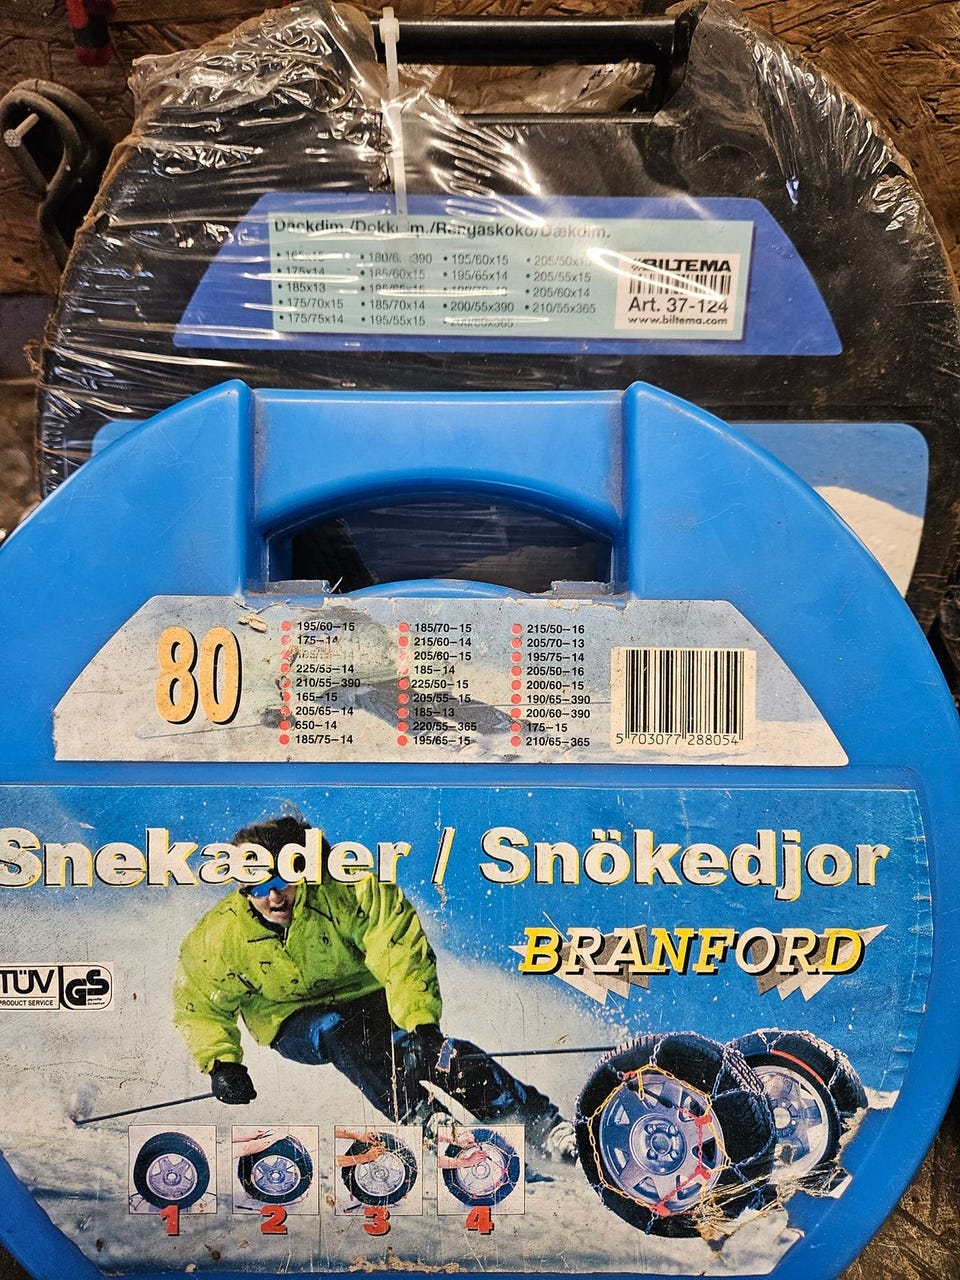 Däckdim./Dekkdim./Rengaskoko/Dækdim.
• 175x14
• 185x13
• 175/70x15
• 175/75x14
• 185/60x15
• 185/70x14
• 195/55x15
• 195/60x15
• 195/65x14
• 200/55x390
• 200/60x365
• 205/50x16
• 205/55x15
• 205/60x14
• 210/55x365
BILTEMA
Art. 37-124
www.biltema.com
80
195/60–15
175–14
225/55–14
210/55–390
165–15
205/65–14
650–14
185/75–14
185/70–15
215/60–14
205/60–15
185–14
225/50–15
205/55–15
185–13
220/55–365
195/65–15
215/50–16
205/70–13
195/75–14
205/50–16
200/60–15
190/65–390
200/60–390
175–15
210/65–365
5 703077 288054
Snekæder / Snökedjor
BRANFORD
TÜV
PRODUCT SERVICE
GS
1 2 3 4